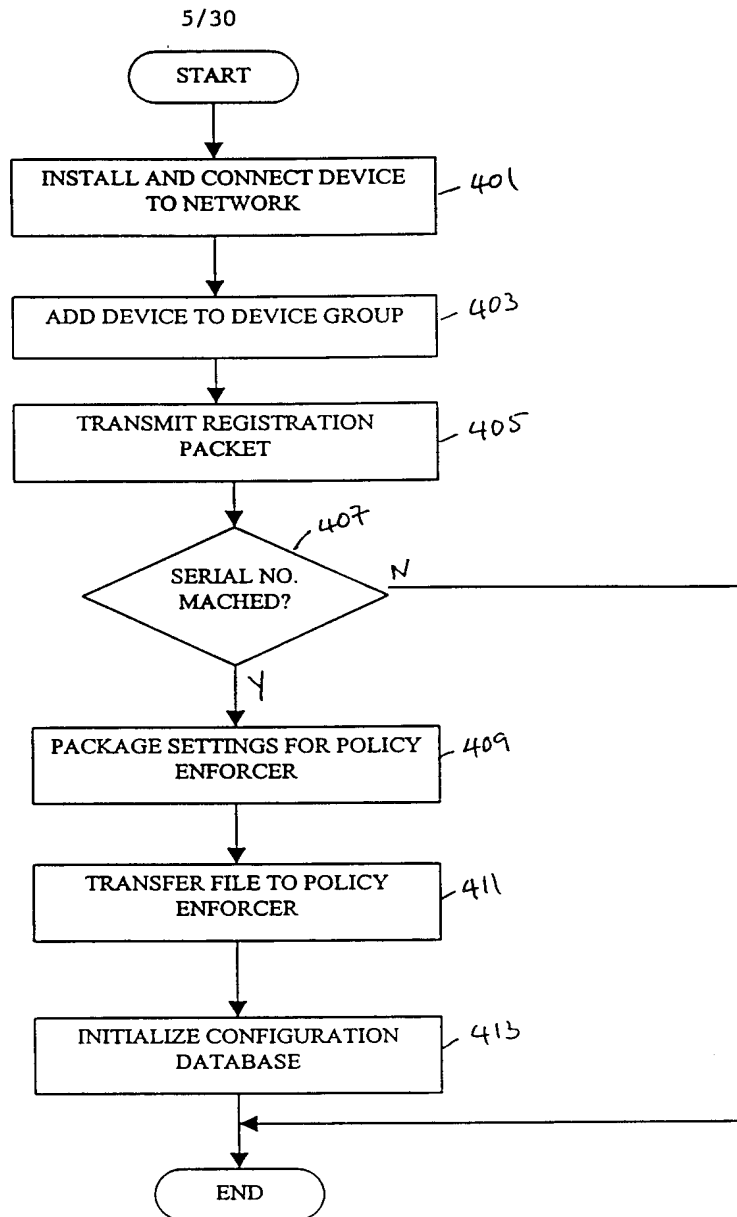 5/30
START
INSTALL AND CONNECT DEVICE
TO NETWORK
401
ADD DEVICE TO DEVICE GROUP
403
TRANSMIT REGISTRATION
PACKET
405
407
SERIAL NO.
MACHED?
N
Y
PACKAGE SETTINGS FOR POLICY
ENFORCER
409
TRANSFER FILE TO POLICY
ENFORCER
411
INITIALIZE CONFIGURATION
DATABASE
413
END